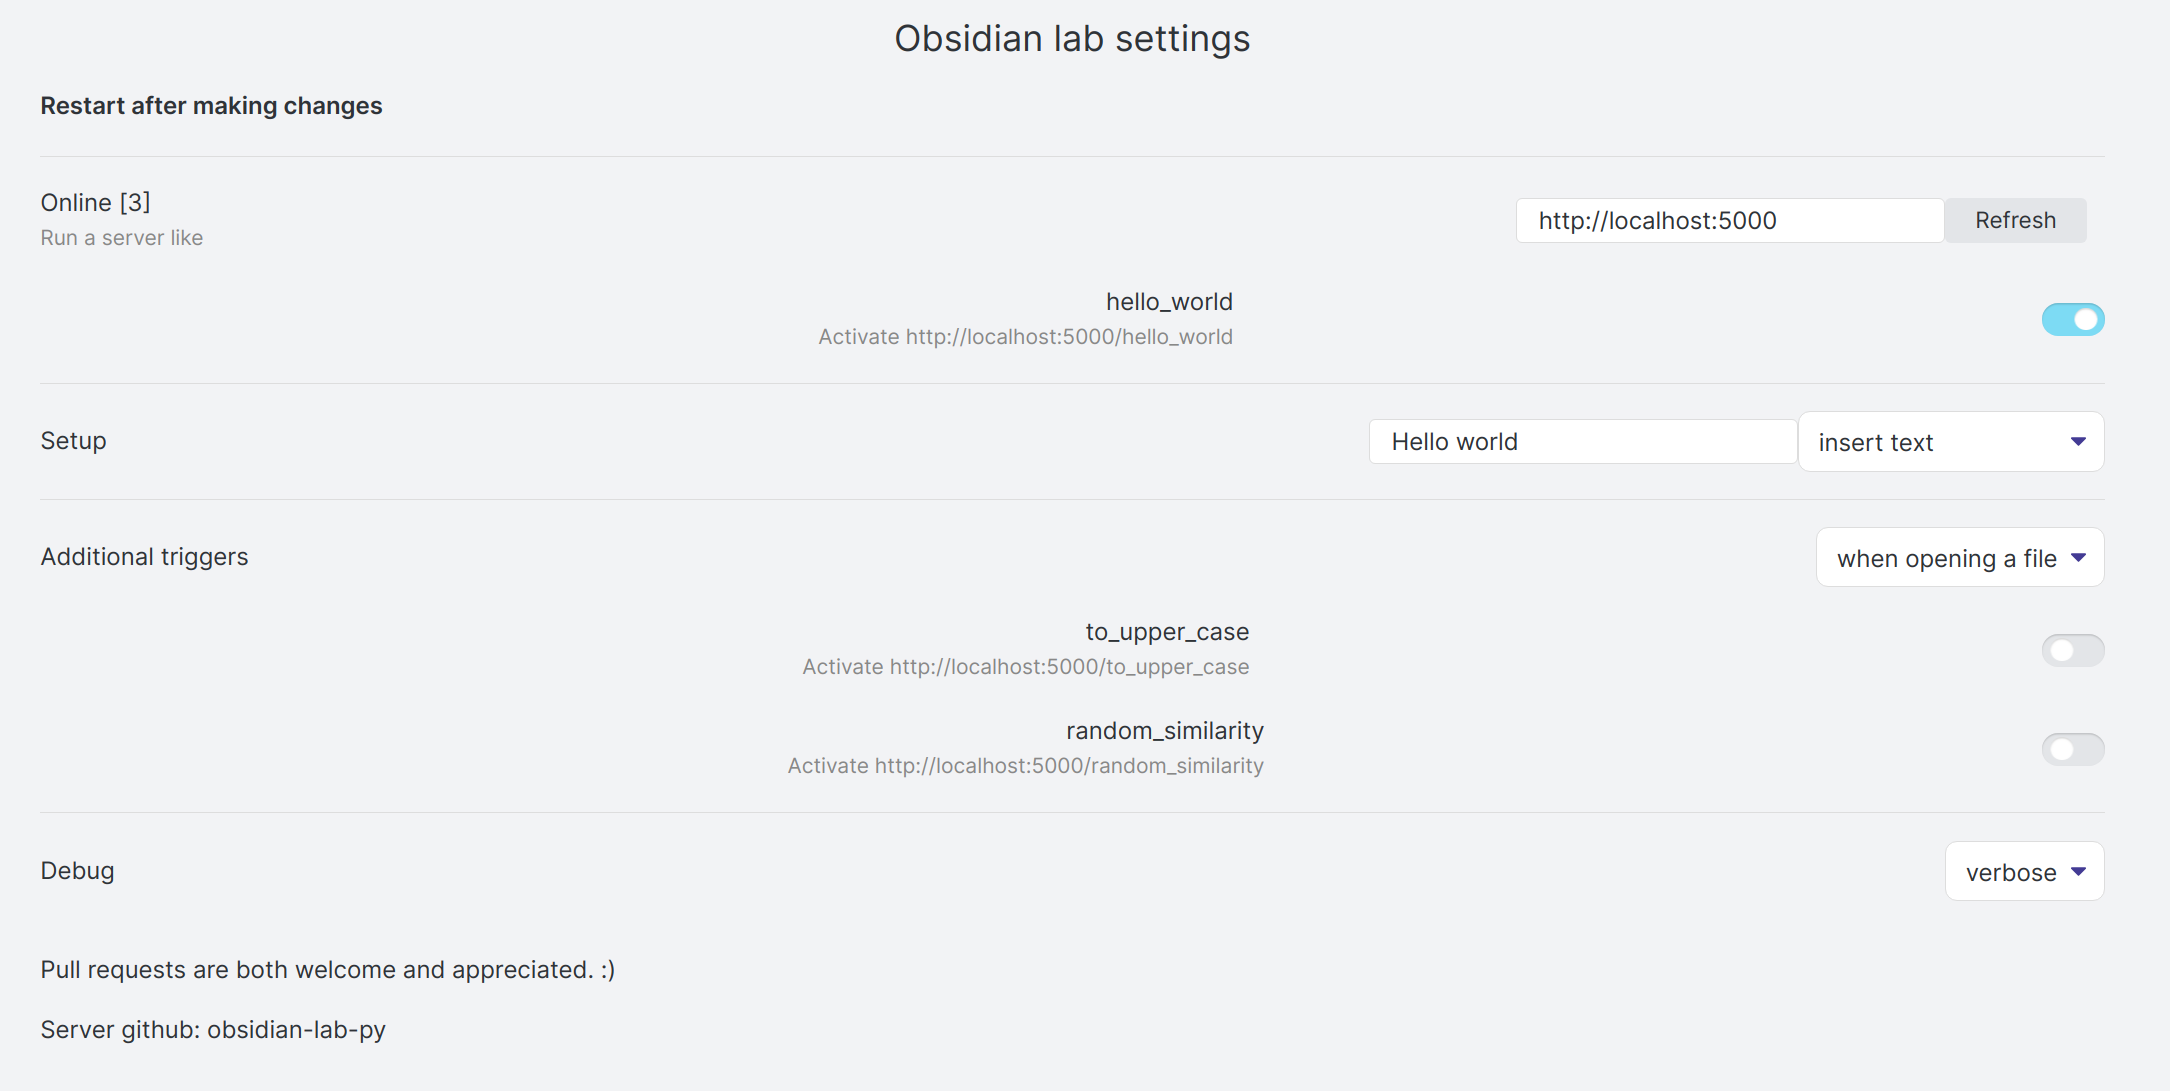 Obsidian lab settings
Restart after making changes
Online [3]
Run a server like
http://localhost:5000
Refresh
hello_world
Activate http://localhost:5000/hello_world
Setup
Hello world
insert text
Additional triggers
when opening a file
to_upper_case
Activate http://localhost:5000/to_upper_case
random_similarity
Activate http://localhost:5000/random_similarity
Debug
verbose
Pull requests are both welcome and appreciated. :)
Server github: obsidian-lab-py